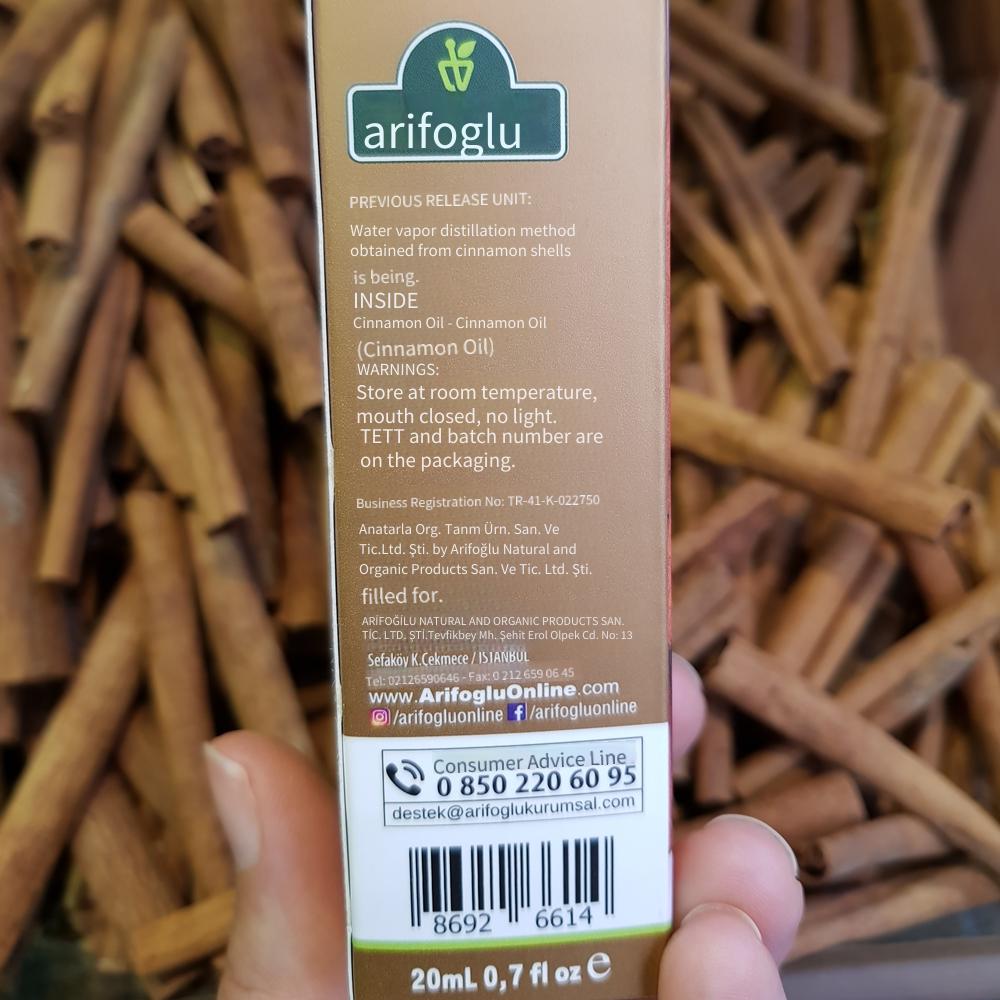 arifoglu
PREVIOUS RELEASE UNIT:
Water vapor distillation method
obtained from cinnamon shells
is being.
INSIDE
Cinnamon Oil - Cinnamon Oil
(Cinnamon Oil)
WARNINGS:
Store at room temperature,
mouth closed, no light.
TETT and batch number are
on the packaging.
Business Registration No: TR-41-K-022750
Anatarla Org. Tanm Ürn. San. Ve
Tic.Ltd. Şti. by Arifoğlu Natural and
Organic Products San. Ve Tic. Ltd. Şti.
filled for.
ARİFOĞİLU NATURAL AND ORGANIC PRODUCTS SAN.
TİC. LTD. ŞTİ.Tevfikbey Mh. Şehit Erol Olpek Cd. No: 13
Sefaköy K.Çekmece / İSTANBUL
Tel: 02126590646 - Fax: 0 212 659 06 45
www.ArifogluOnline.com
/arifogluonline /arifogluonline
Consumer Advice Line
0 850 220 60 95
destek@arifoglukurumsal.com
8692 6614
20mL 0,7 fl oz e